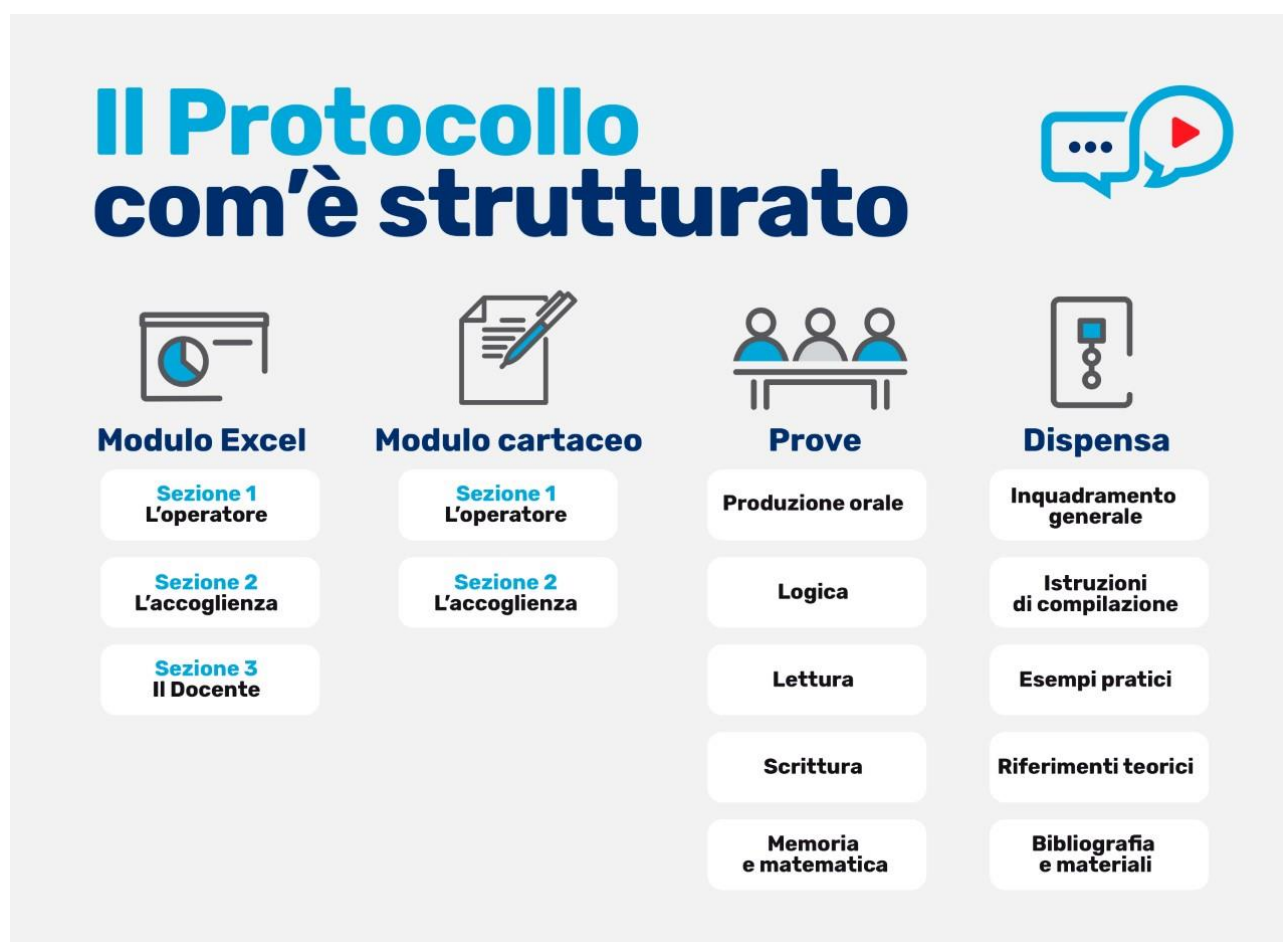 Il Protocollo
com'è strutturato
Modulo Excel
Sezione 1
L'operatore
Sezione 2
L'accoglienza
Sezione 3
Il Docente
Modulo cartaceo
Sezione 1
L'operatore
Sezione 2
L'accoglienza
Prove
Produzione orale
Logica
Lettura
Scrittura
Memoria
e matematica
Dispensa
Inquadramento
generale
Istruzioni
di compilazione
Esempi pratici
Riferimenti teorici
Bibliografia
e materiali